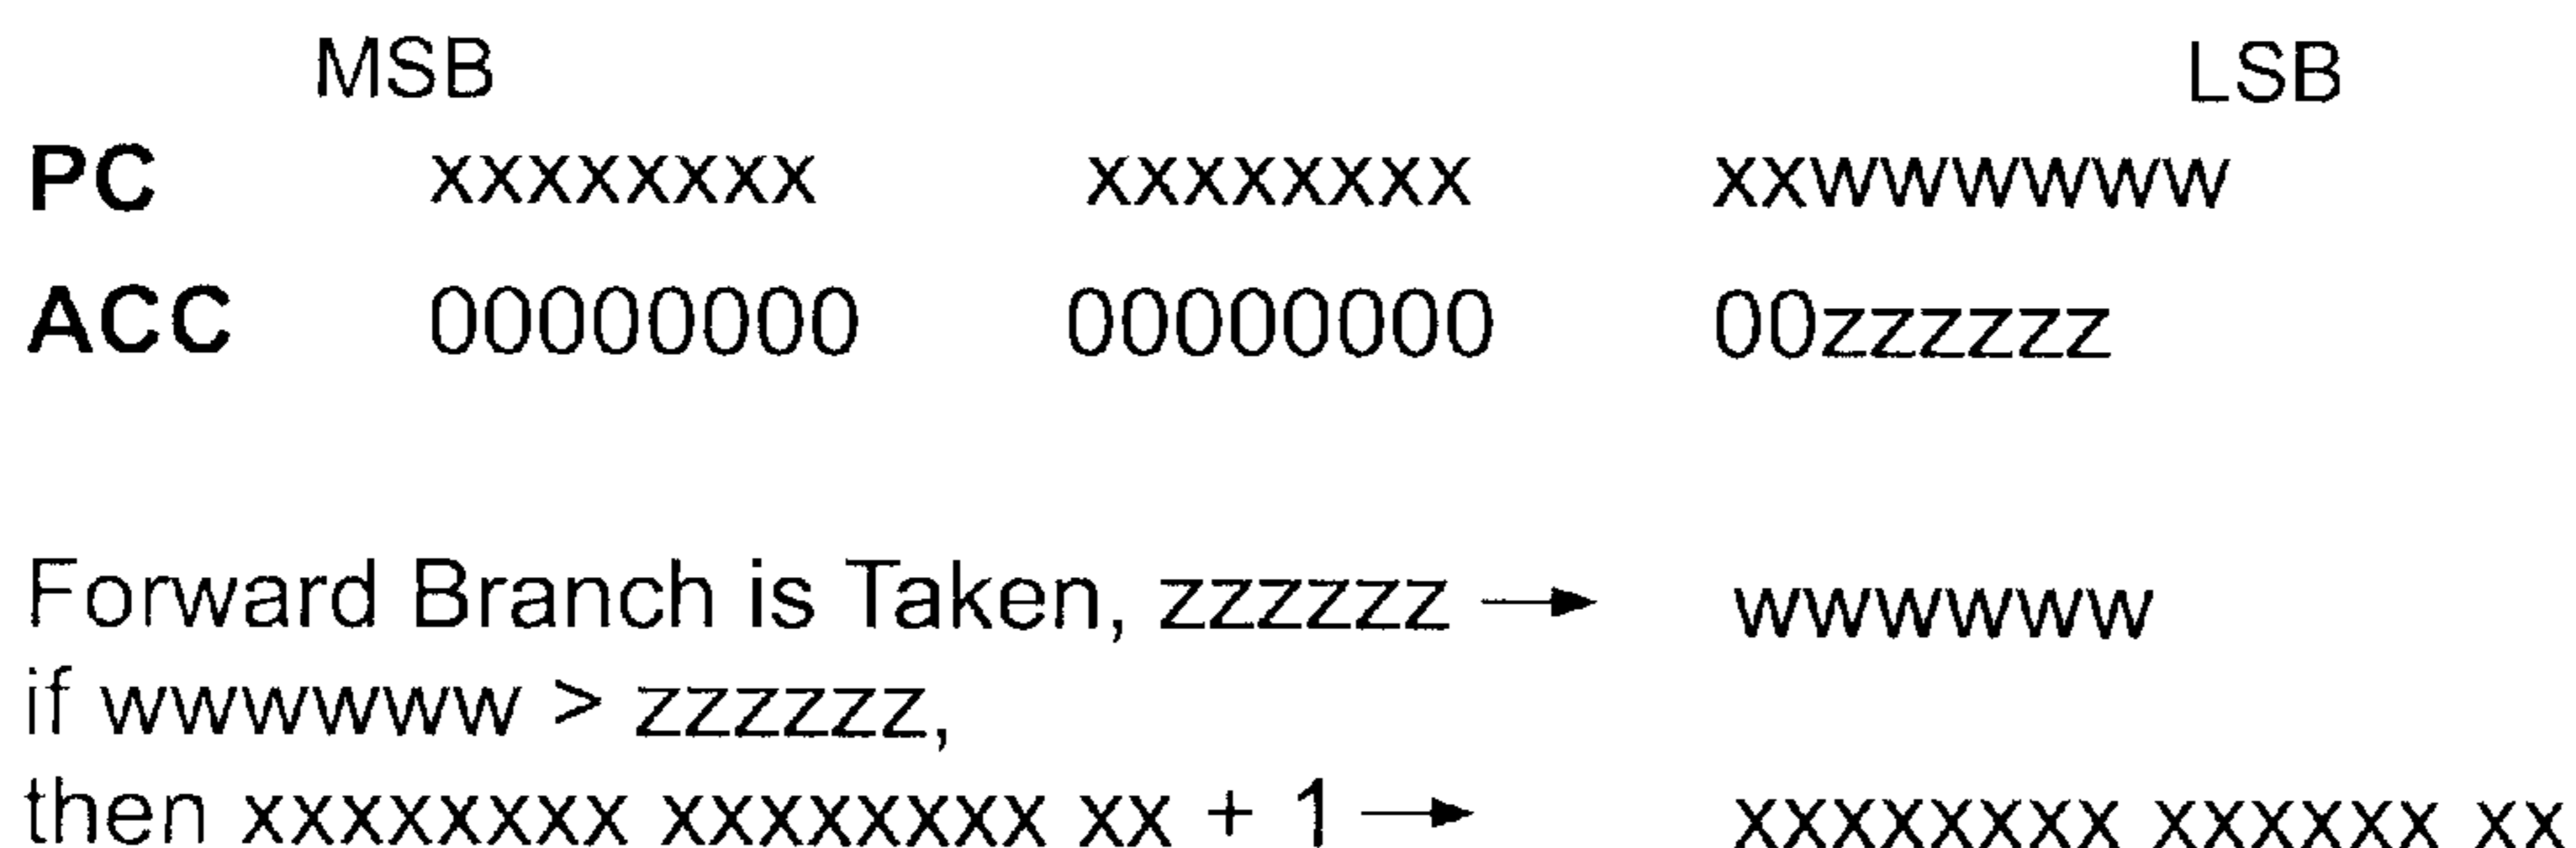 MSB LSB
PC xxxxxxxx xxxxxxxx xxwwwwww
ACC 00000000 00000000 00zzzzzz
Forward Branch is Taken, zzzzzz → wwwwww
if wwwwww > zzzzzz,
then xxxxxxxx xxxxxxxx xx + 1 → xxxxxxxx xxxxxx xx